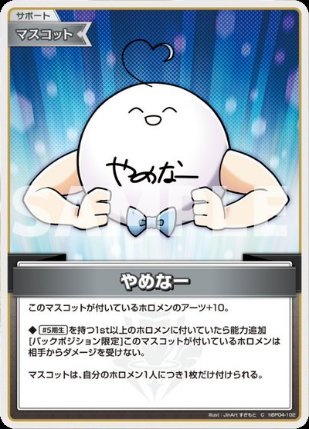 サポート
マスコット
やめなー
SAMPLE
やめなー
このマスコットが付いているホロメンのアーツ+10。
◆#5期生を持つ1st以上のホロメンに付いていたら能力追加
[バックポジション限定]このマスコットが付いているホロメンは
相手からダメージを受けない。
マスコットは、自分のホロメン1人につき1枚だけ付けられる。
Illust：JinArt すぎもと C hBP04-102